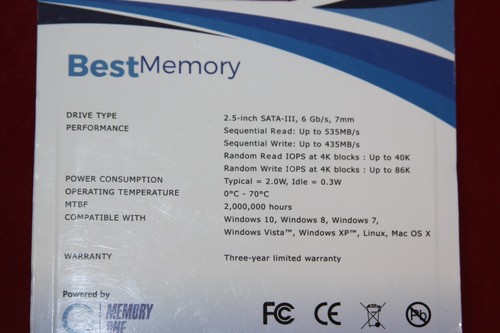 BestMemory
DRIVE TYPE 2.5-inch SATA-III, 6 Gb/s, 7mm
PERFORMANCE Sequential Read: Up to 535MB/s
Sequential Write: Up to 435MB/s
Random Read IOPS at 4K blocks : Up to 40K
Random Write IOPS at 4K blocks : Up to 86K
POWER CONSUMPTION Typical = 2.0W, Idle = 0.3W
OPERATING TEMPERATURE 0°C - 70°C
MTBF 2,000,000 hours
COMPATIBLE WITH Windows 10, Windows 8, Windows 7,
Windows Vista™, Windows XP™, Linux, Mac OS X
WARRANTY Three-year limited warranty
Powered by
MEMORY
ONE
FC CE Pb